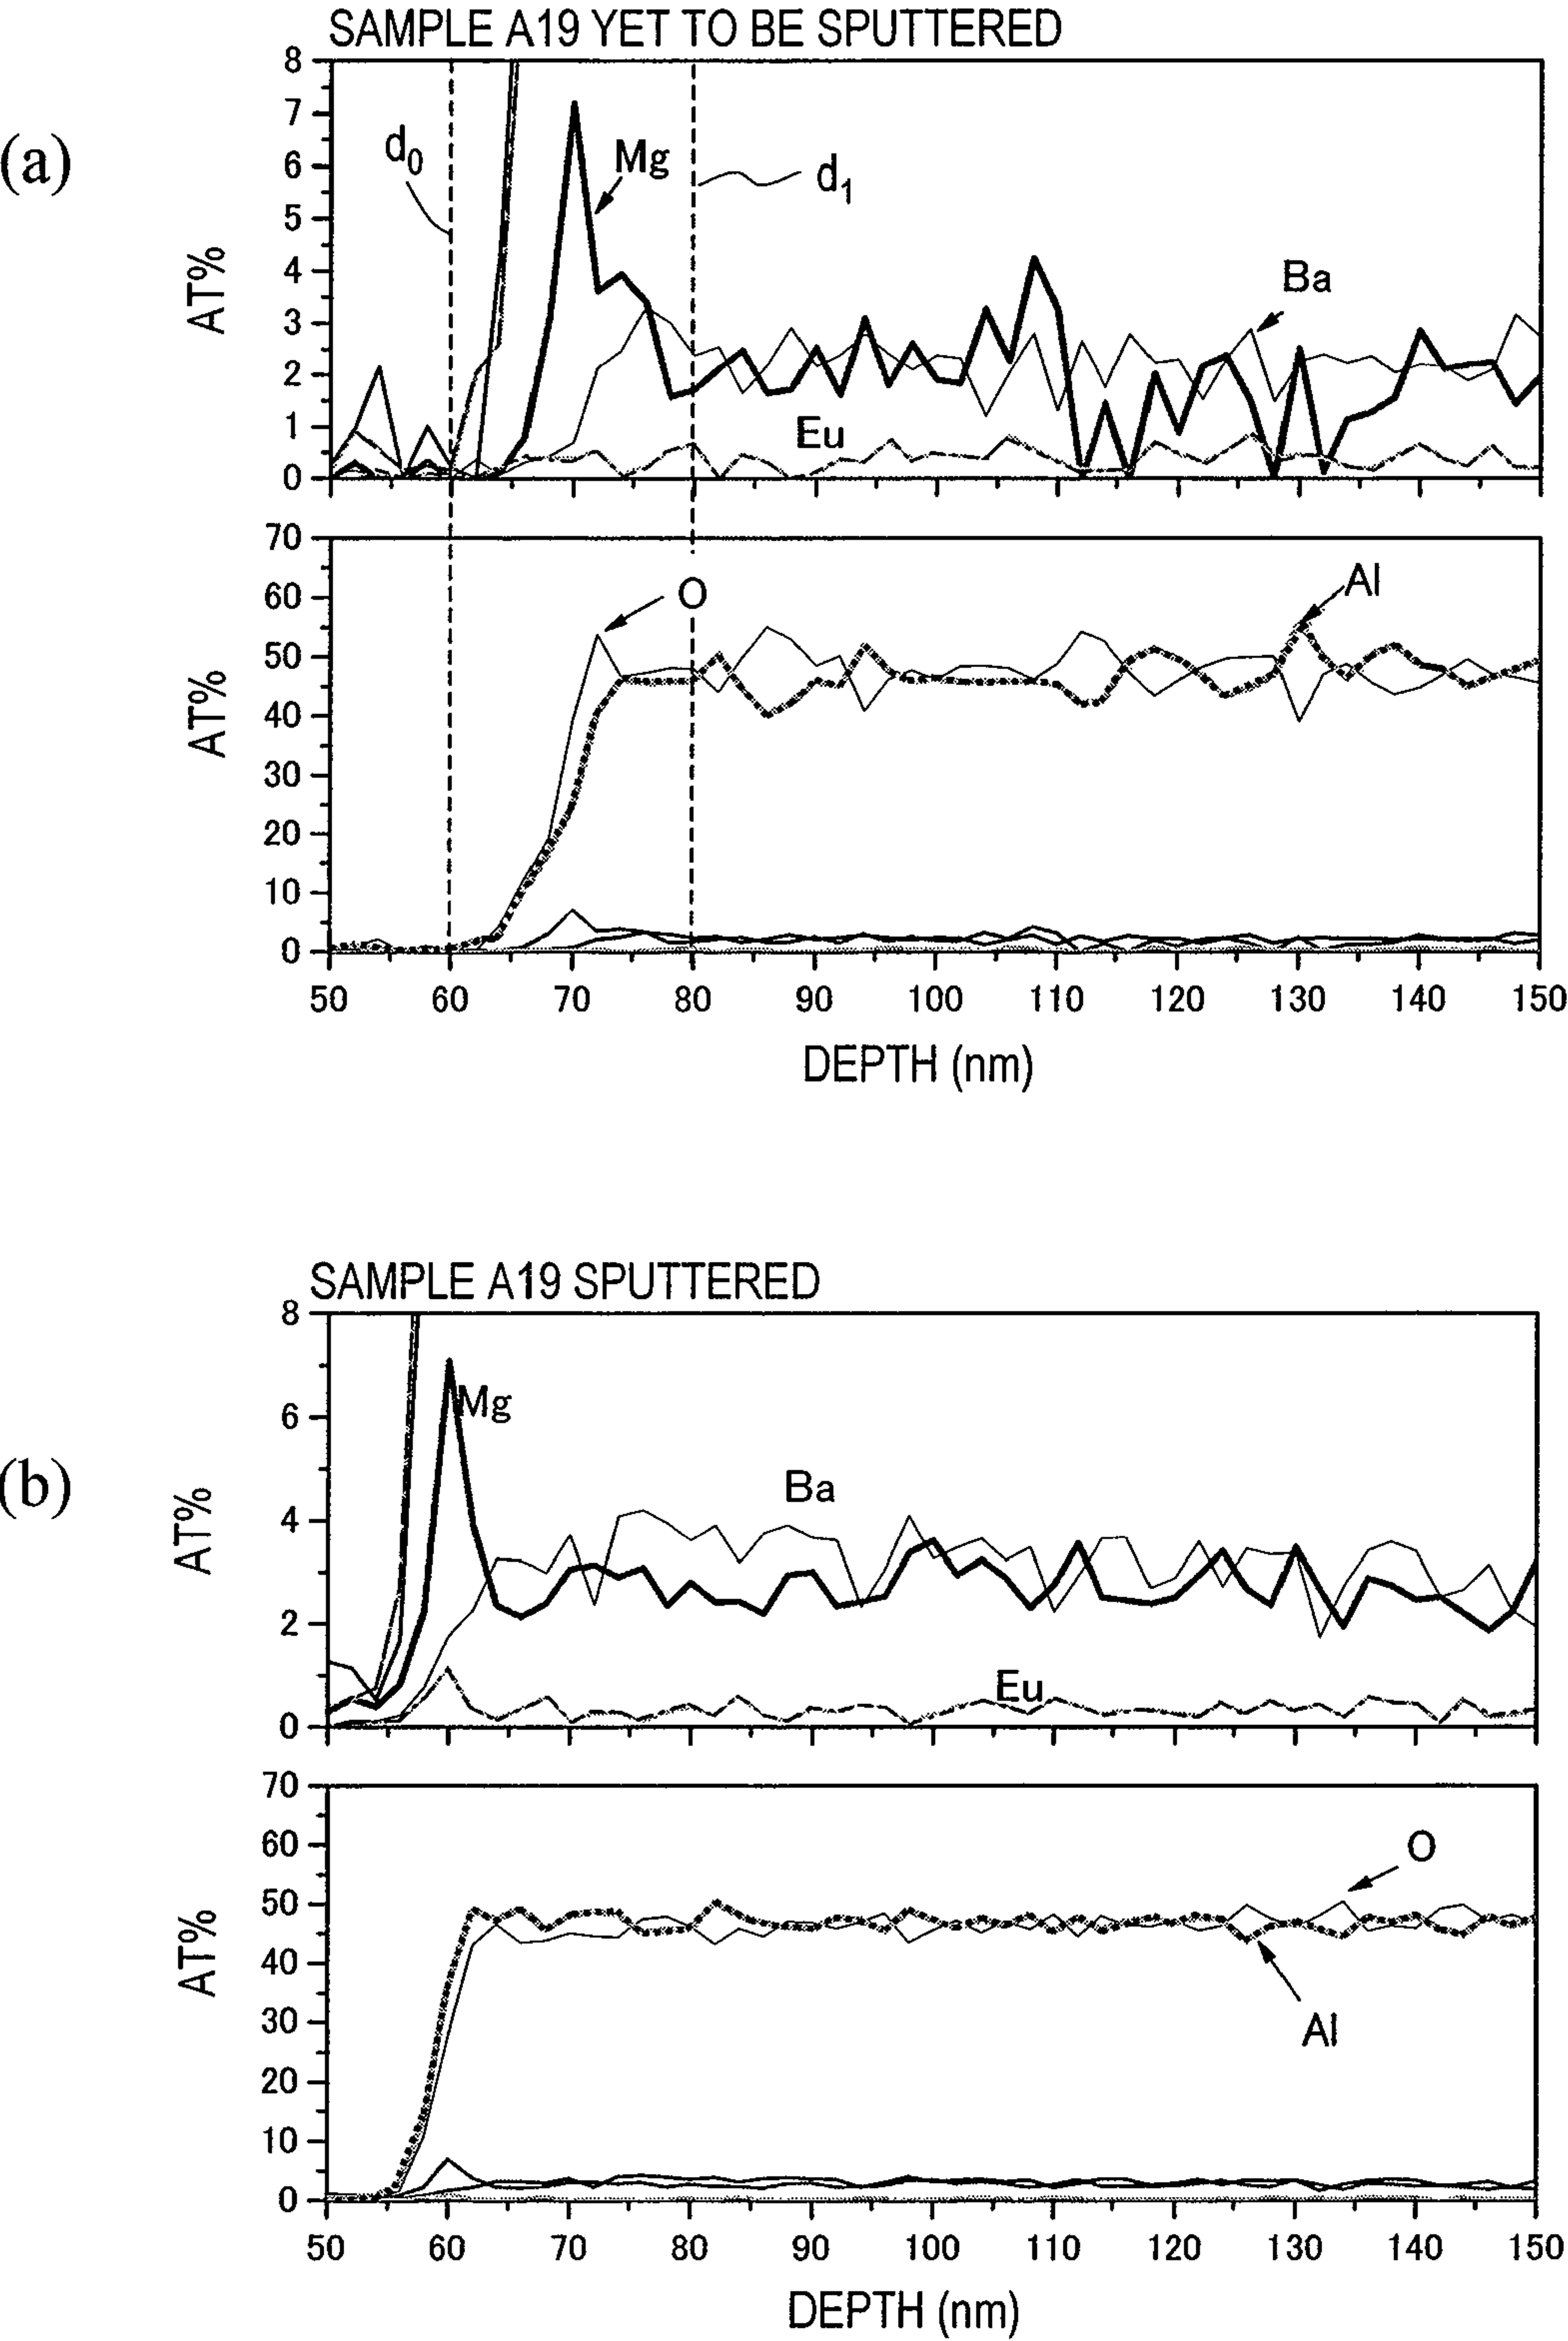 SAMPLE A19 YET TO BE SPUTTERED
(a)
8
7
6
5
4
3
2
1
0
AT%
d0
Mg
d1
Ba
Eu
70
60
50
40
30
20
10
0
AT%
O
Al
50 60 70 80 90 100 110 120 130 140 150
DEPTH (nm)
SAMPLE A19 SPUTTERED
(b)
8
6
4
2
0
AT%
Mg
Ba
Eu
70
60
50
40
30
20
10
0
AT%
O
Al
50 60 70 80 90 100 110 120 130 140 150
DEPTH (nm)